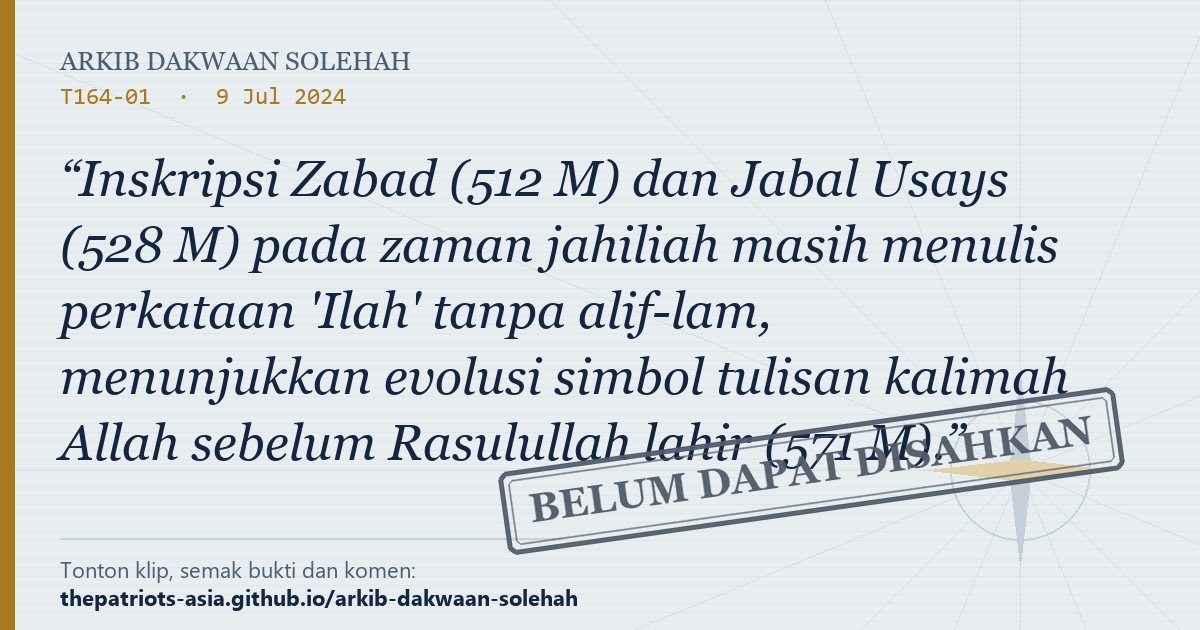 ARKIB DAKWAAN SOLEHAH
T164-01 · 9 Jul 2024
“Inskripsi Zabad (512 M) dan Jabal Usays
(528 M) pada zaman jahiliah masih menulis
perkataan 'Ilah' tanpa alif-lam,
menunjukkan evolusi simbol tulisan kalimah
Allah sebelum Rasulullah lahir (571 M).”
BELUM DAPAT DISAHKAN
Tonton klip, semak bukti dan komen:
thepatriots-asia.github.io/arkib-dakwaan-solehah